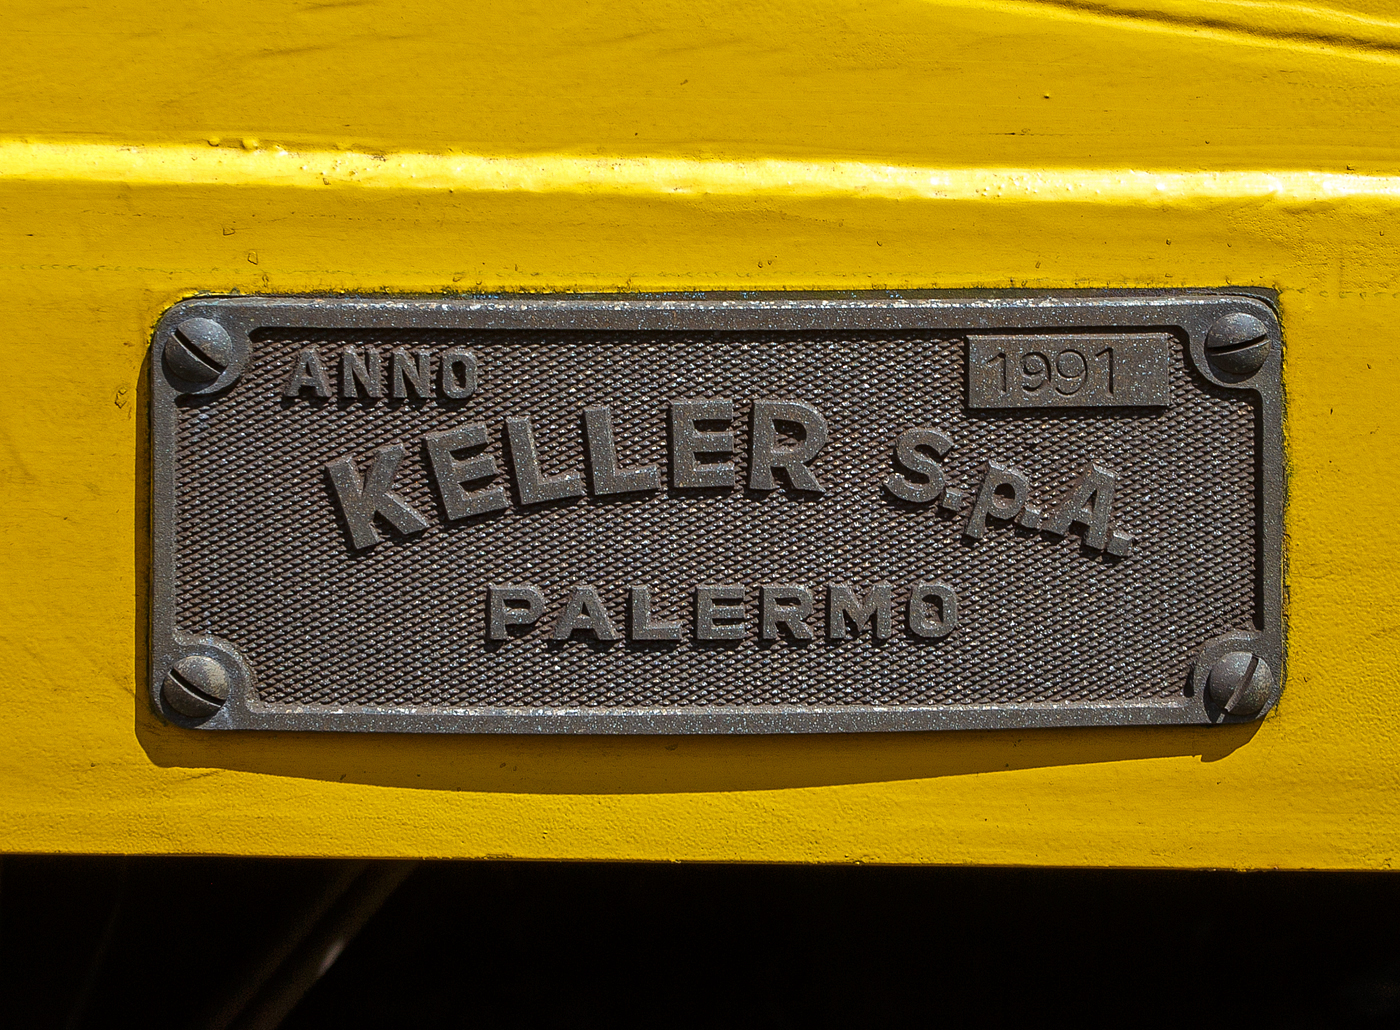 ANNO 1991
KELLER S.p.A.
PALERMO